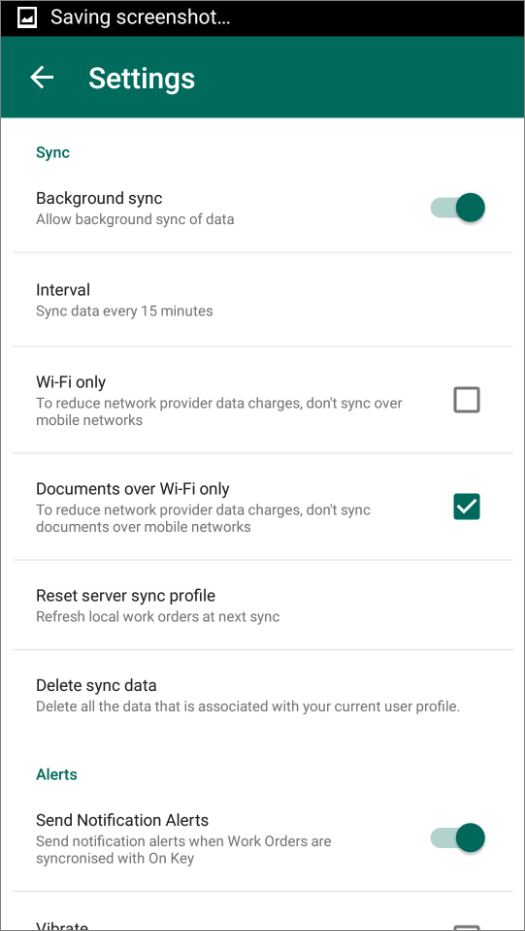 Saving screenshot...
Settings
Sync
Background sync
Allow background sync of data
Interval
Sync data every 15 minutes
Wi-Fi only
To reduce network provider data charges, don't sync over
mobile networks
Documents over Wi-Fi only
To reduce network provider data charges, don't sync
documents over mobile networks
Reset server sync profile
Refresh local work orders at next sync
Delete sync data
Delete all the data that is associated with your current user profile.
Alerts
Send Notification Alerts
Send notification alerts when Work Orders are
syncronised with On Key
Vibrate